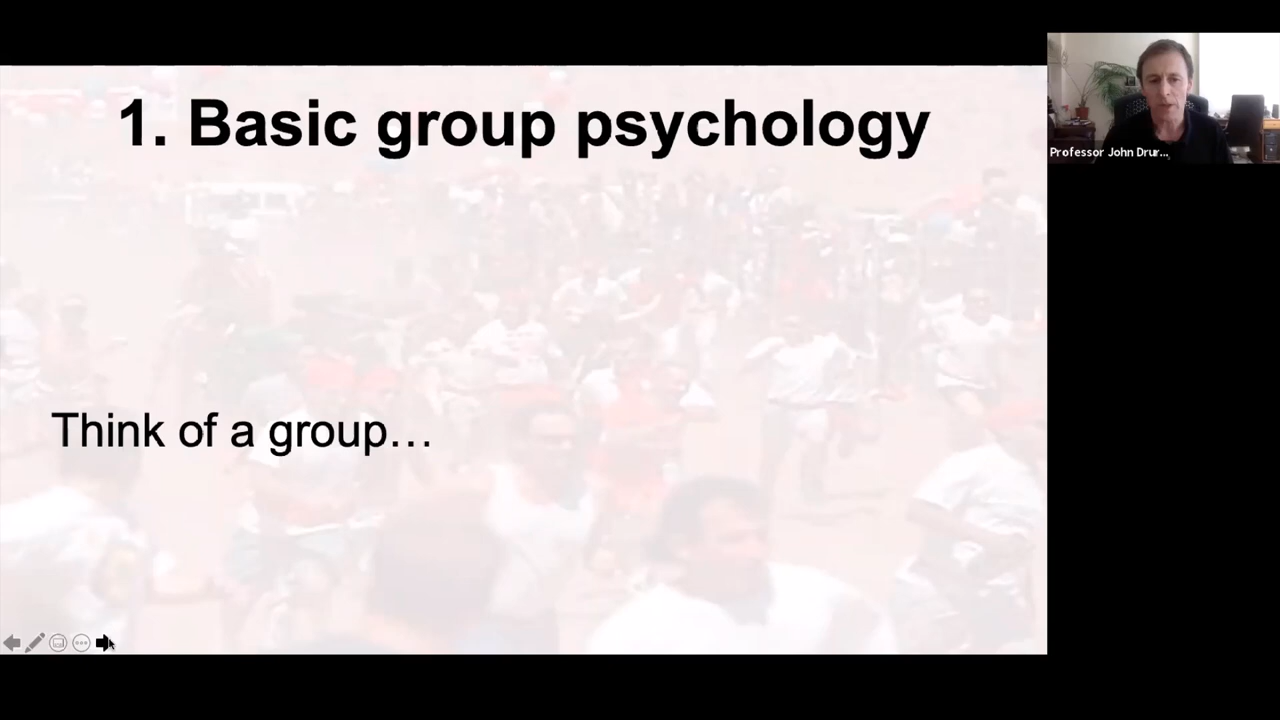 1. Basic group psychology
Professor John Drur...
Think of a group…